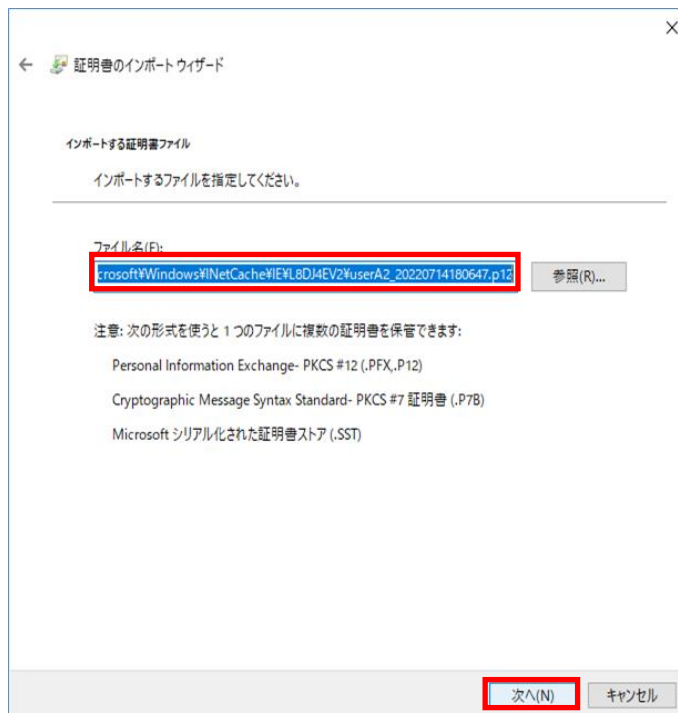 証明書のインポート ウィザード
インポートする証明書ファイル
インポートするファイルを指定してください。
ファイル名(F):
crosoft¥Windows¥INetCache¥IE¥L8DJ4EV2¥userA2_20220714180647.p12
参照(R)...
注意: 次の形式を使うと 1 つのファイルに複数の証明書を保管できます:
Personal Information Exchange- PKCS #12 (.PFX,.P12)
Cryptographic Message Syntax Standard- PKCS #7 証明書 (.P7B)
Microsoft シリアル化された証明書ストア (.SST)
次へ(N)
キャンセル